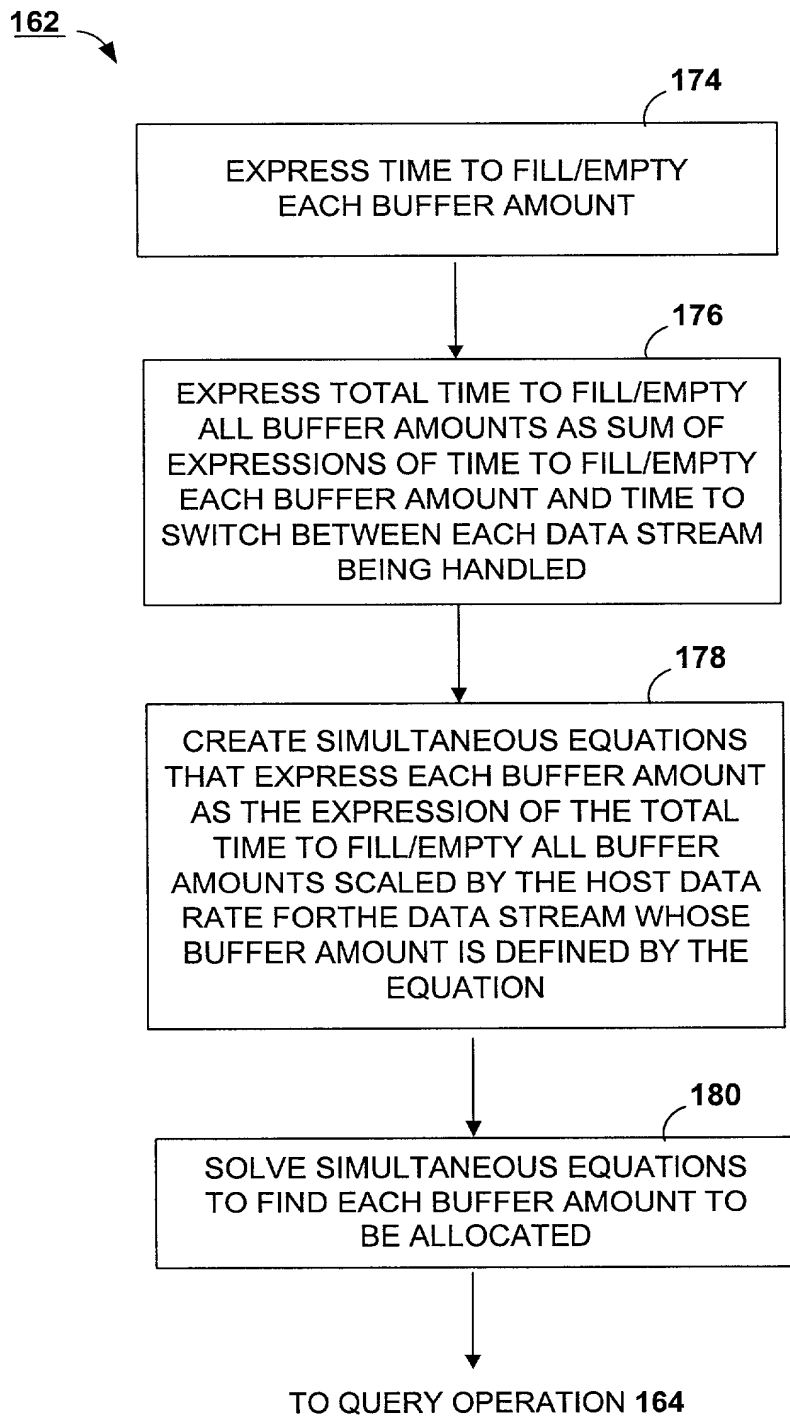 162
174
EXPRESS TIME TO FILL/EMPTY
EACH BUFFER AMOUNT
176
EXPRESS TOTAL TIME TO FILL/EMPTY
ALL BUFFER AMOUNTS AS SUM OF
EXPRESSIONS OF TIME TO FILL/EMPTY
EACH BUFFER AMOUNT AND TIME TO
SWITCH BETWEEN EACH DATA STREAM
BEING HANDLED
178
CREATE SIMULTANEOUS EQUATIONS
THAT EXPRESS EACH BUFFER AMOUNT
AS THE EXPRESSION OF THE TOTAL
TIME TO FILL/EMPTY ALL BUFFER
AMOUNTS SCALED BY THE HOST DATA
RATE FORTHE DATA STREAM WHOSE
BUFFER AMOUNT IS DEFINED BY THE
EQUATION
180
SOLVE SIMULTANEOUS EQUATIONS
TO FIND EACH BUFFER AMOUNT TO
BE ALLOCATED
TO QUERY OPERATION 164